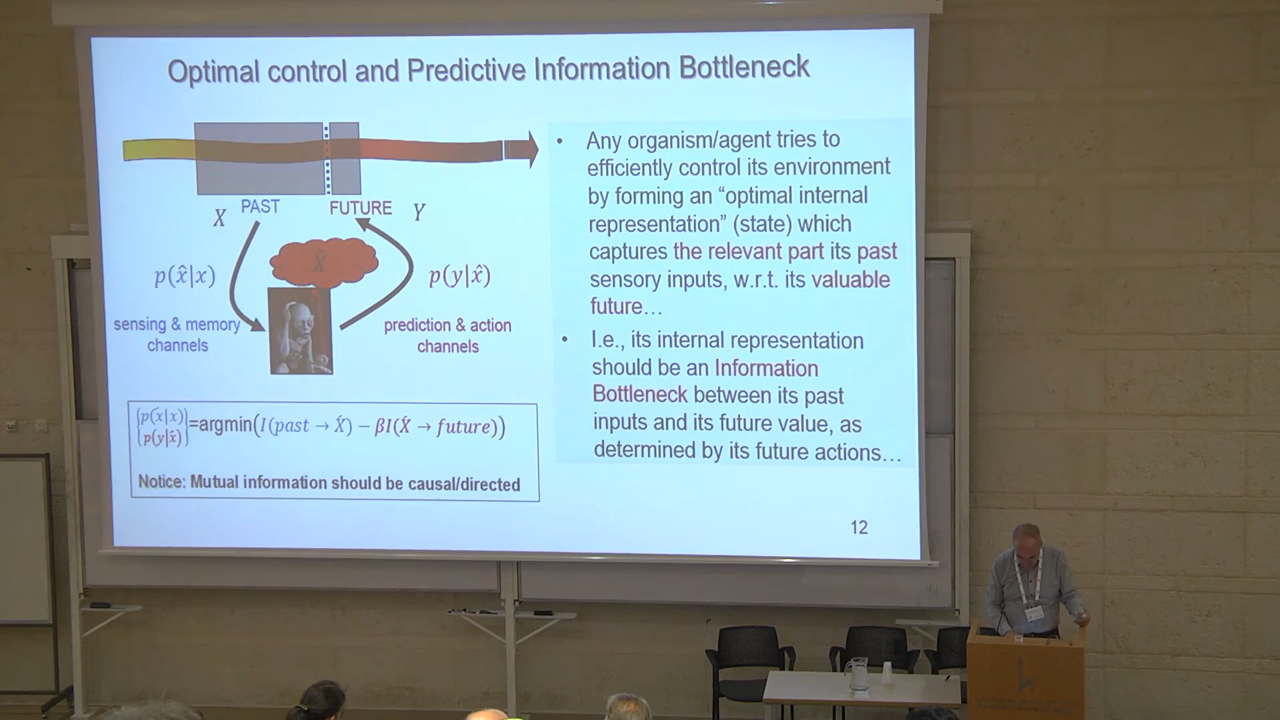 Optimal control and Predictive Information Bottleneck
X PAST FUTURE Y
X̂
p(x̂|x) p(y|x̂)
sensing & memory
channels
prediction & action
channels
{p(x̂|x)
p(y|x̂)}=argmin(I(past → X̂) − βI(X̂ → future))
Notice: Mutual information should be causal/directed
• Any organism/agent tries to
efficiently control its environment
by forming an “optimal internal
representation” (state) which
captures the relevant part its past
sensory inputs, w.r.t. its valuable
future…
• I.e., its internal representation
should be an Information
Bottleneck between its past
inputs and its future value, as
determined by its future actions…
12